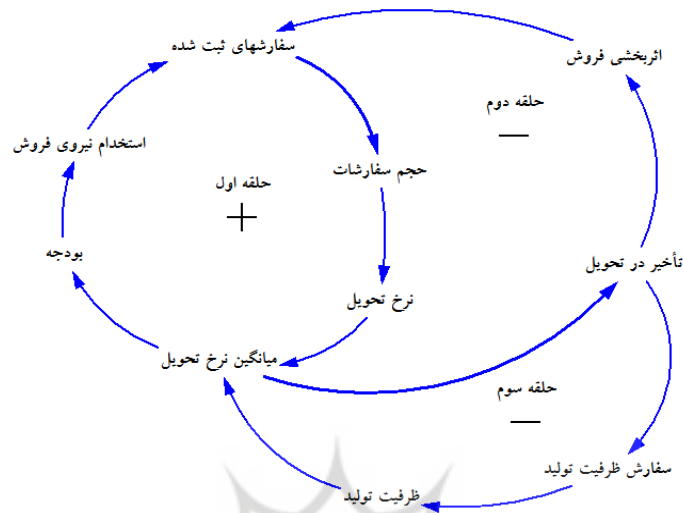 سفارشهای ثبت شده
اثربخشی فروش
حلقه دوم
—
استخدام نیروی فروش
حجم سفارشات
حلقه اول
+
بودجه
تأخیر در تحویل
نرخ تحویل
میانگین نرخ تحویل
حلقه سوم
—
سفارش ظرفیت تولید
ظرفیت تولید